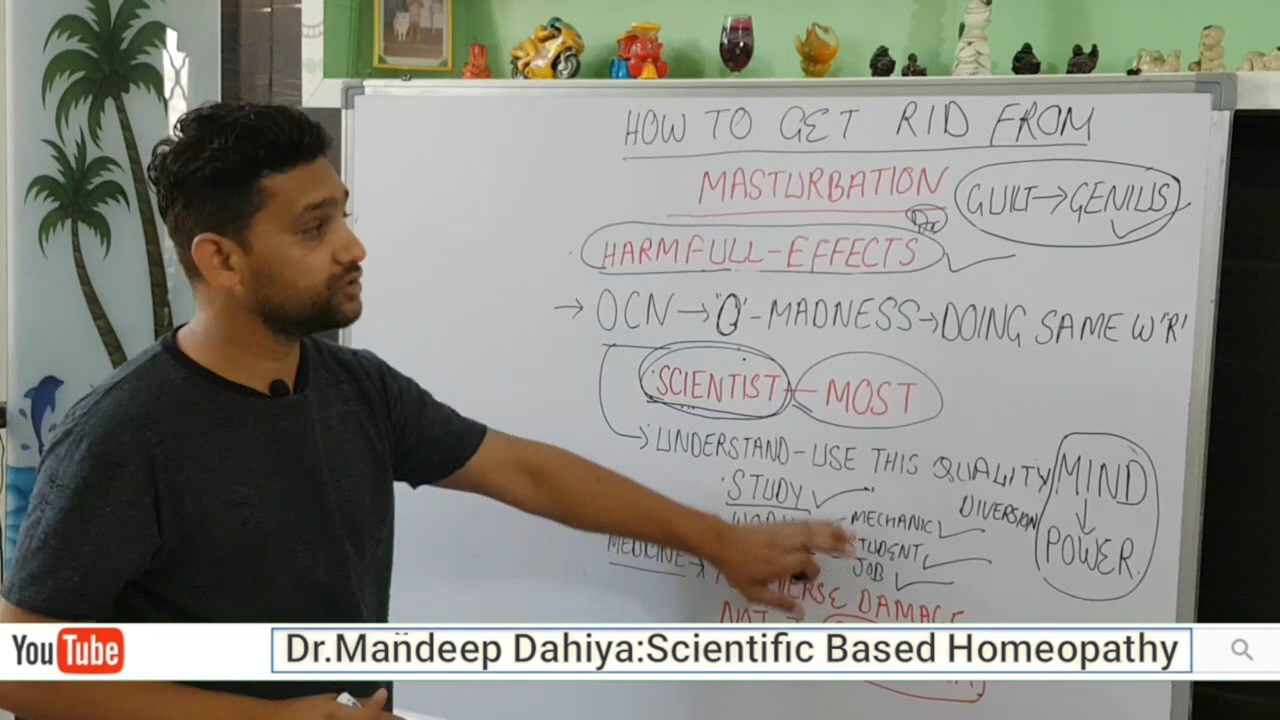 HOW TO GET RID FROM
MASTURBATION
GUILT→GENIUS
HARMFULL-EFFECTS
→ OCN → 'O'-MADNESS→DOING SAME W'R'
SCIENTIST - MOST
→ UNDERSTAND-USE THIS QUALITY
STUDY
MECHANIC
DIVERSION
STUDENT
JOB
MIND
↓
POWER
MEDICINE→
DAMAGE
NOT
YouTube
Dr.Mandeep Dahiya:Scientific Based Homeopathy